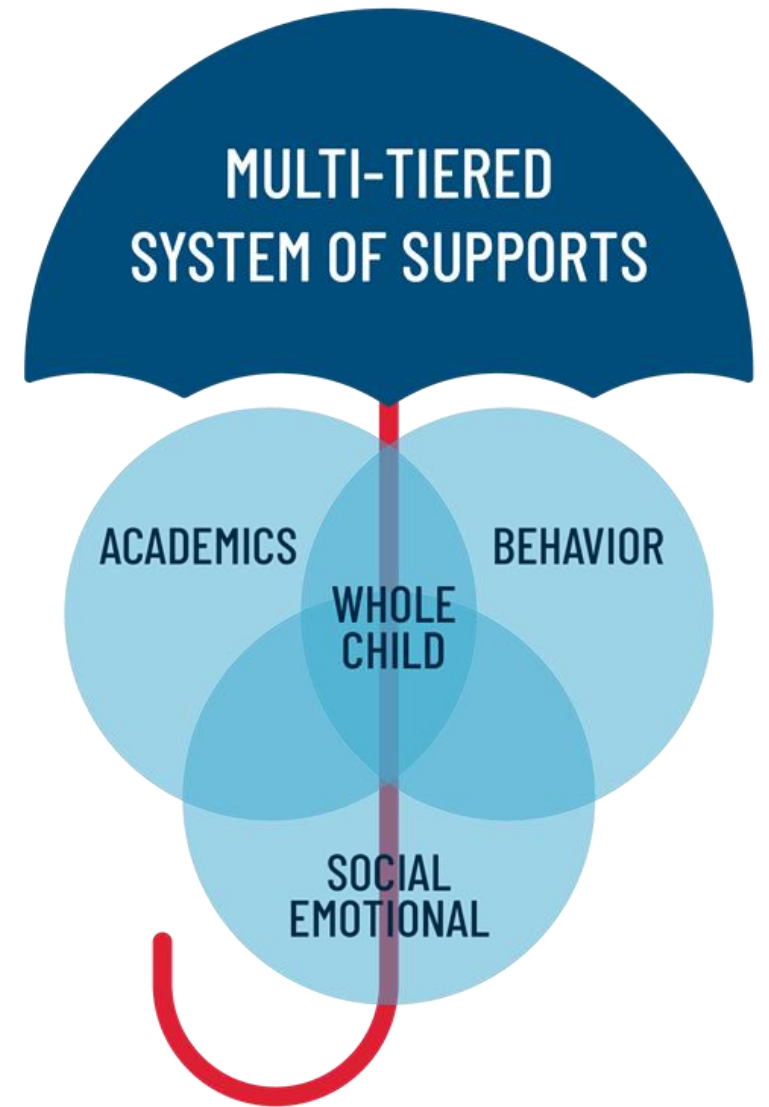 MULTI-TIERED
SYSTEM OF SUPPORTS
ACADEMICS
BEHAVIOR
WHOLE
CHILD
SOCIAL
EMOTIONAL